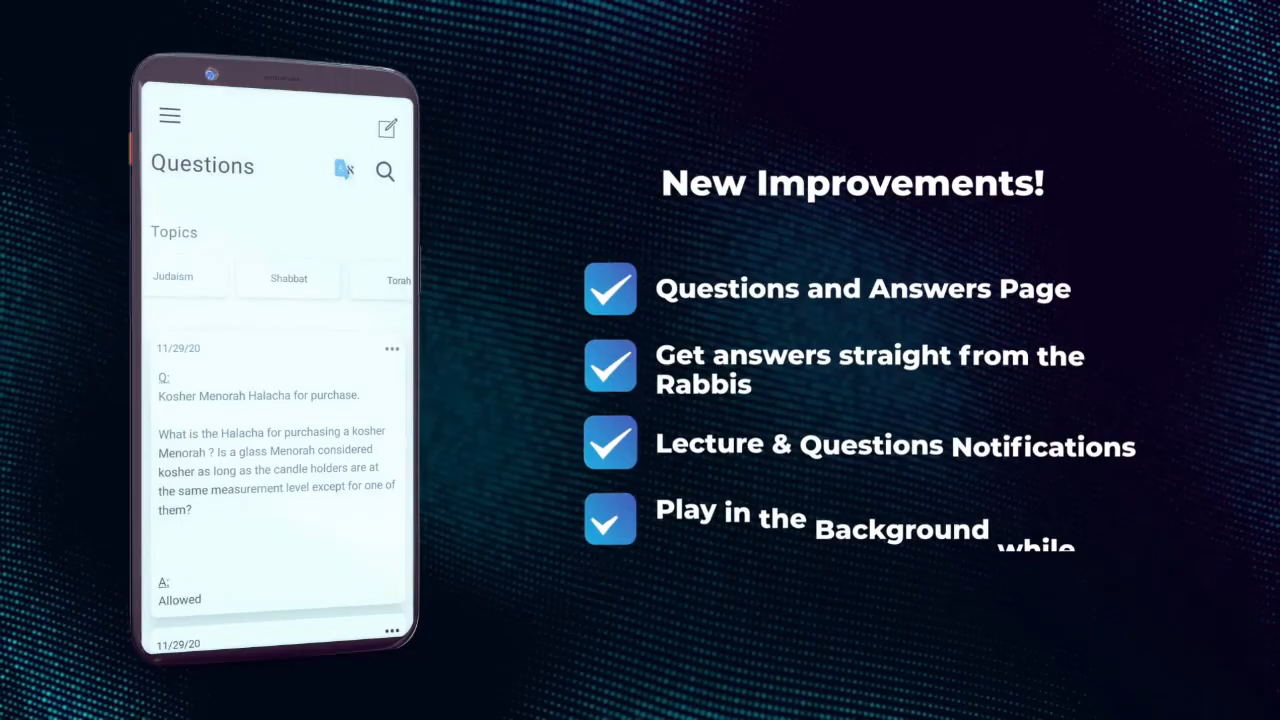 Questions
Topics
Judaism
Shabbat
Torah
11/29/20
Q:
Kosher Menorah Halacha for purchase.
What is the Halacha for purchasing a kosher
Menorah ? Is a glass Menorah considered
kosher as long as the candle holders are at
the same measurement level except for one of
them?
A:
Allowed
11/29/20
New Improvements!
Questions and Answers Page
Get answers straight from the
Rabbis
Lecture & Questions Notifications
Play in the Background while